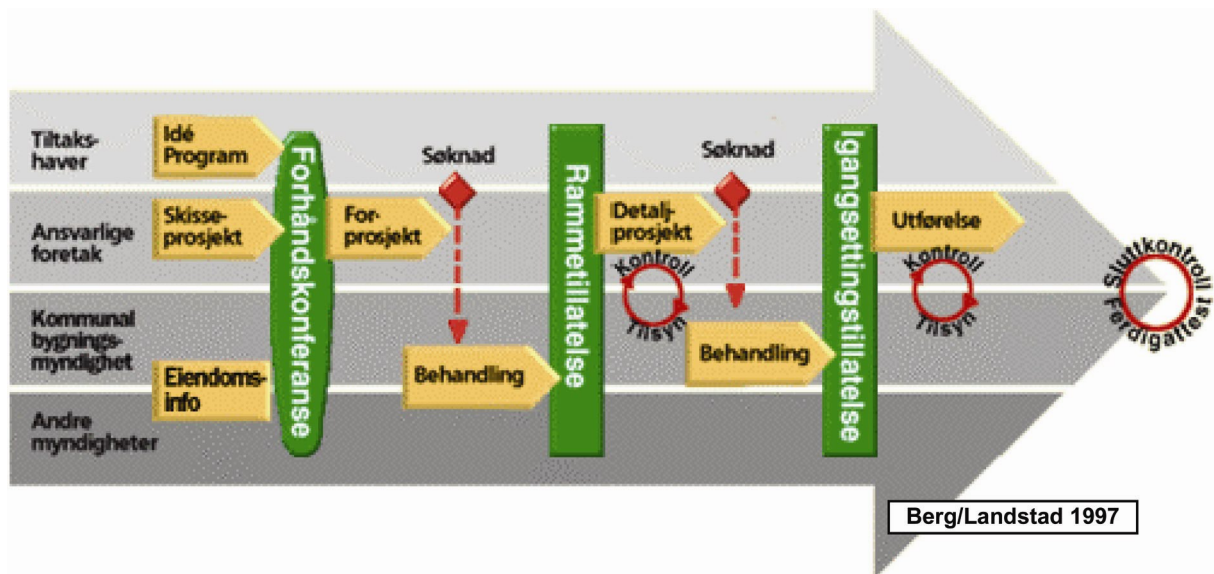 Tiltaks-
haver
Idé
Program
Søknad
Søknad
Forhåndskonferanse
Rammetillatelse
Igangsettingstillatelse
Ansvarlige
foretak
Skisse-
prosjekt
For-
prosjekt
Detalj-
prosjekt
Utførelse
Kontroll
Tilsyn
Kontroll
Tilsyn
Sluttkontroll
Ferdigattest
Kommunal
bygnings-
myndighet
Behandling
Behandling
Eiendoms-
info
Andre
myndigheter
Berg/Landstad 1997